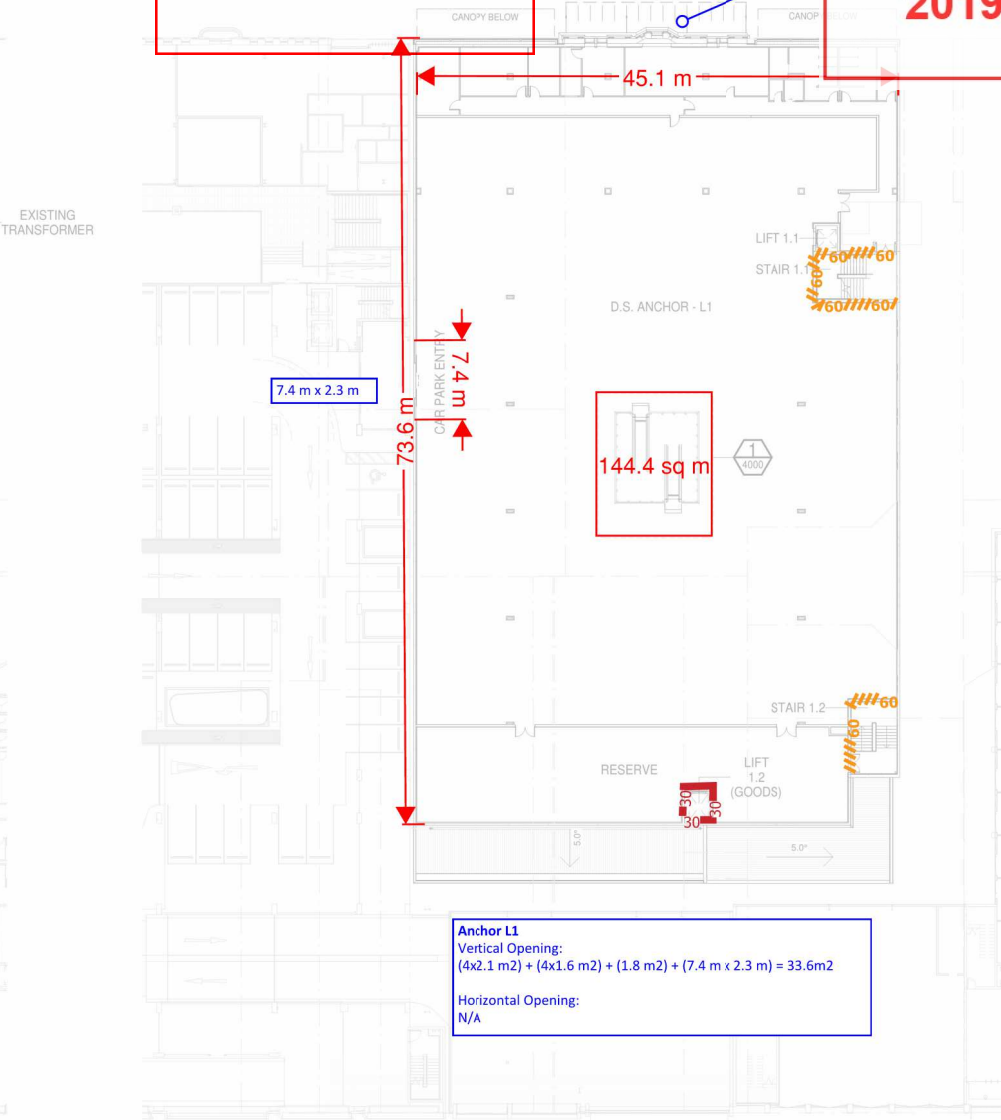 2019
CANOPY BELOW
CANOP
45.1 m
EXISTING
TRANSFORMER
LIFT 1.1
STAIR 1.1
60
60
60
60
60
D.S. ANCHOR - L1
CAR PARK ENTRY
7.4 m
7.4 m x 2.3 m
73.6 m
144.4 sq m
1
4000
STAIR 1.2
60
60
RESERVE
LIFT
1.2
(GOODS)
30
30
30
5.0°
5.0°
Anchor L1
Vertical Opening:
(4x2.1 m2) + (4x1.6 m2) + (1.8 m2) + (7.4 m x 2.3 m) = 33.6m2
Horizontal Opening:
N/A